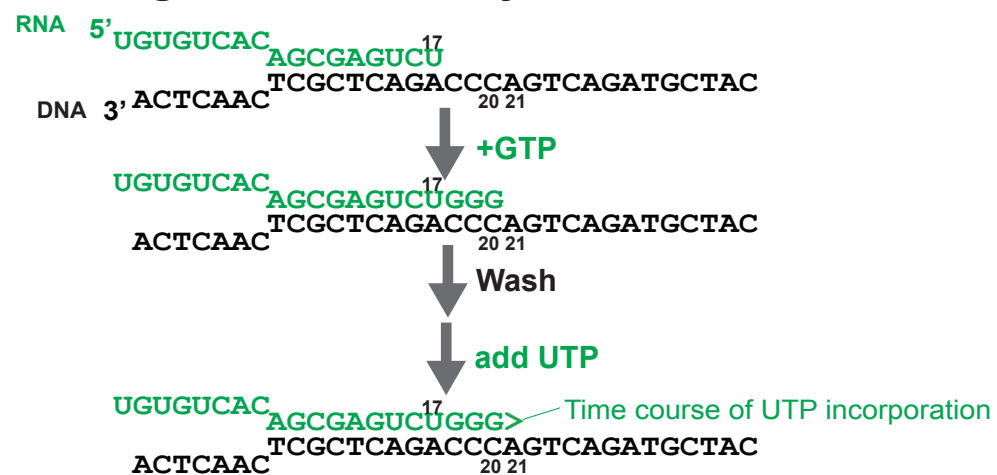 RNA 5’UGUGUCAC
17
AGCGAGUCU
TCGCTCAGACCCAGTCAGATGCTAC
20 21
DNA 3’ ACTCAAC
+GTP
UGUGUCAC
17
AGCGAGUCUGGG
TCGCTCAGACCCAGTCAGATGCTAC
20 21
ACTCAAC
Wash
add UTP
UGUGUCAC
17
AGCGAGUCUGGG>
Time course of UTP incorporation
TCGCTCAGACCCAGTCAGATGCTAC
20 21
ACTCAAC